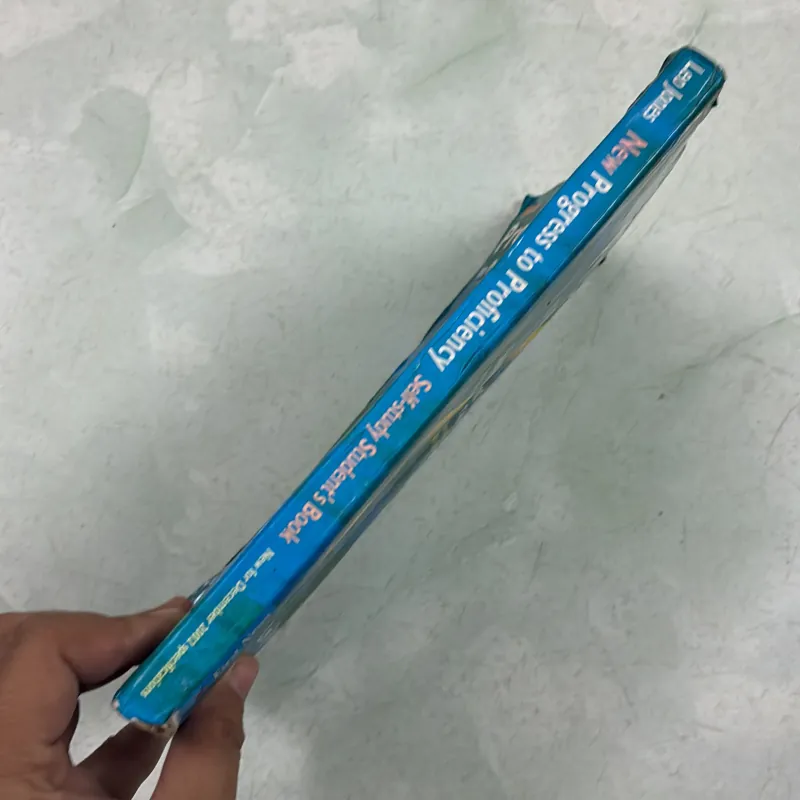 Leo Jones New Progress to Proficiency Self-study Student's Book New for December 2002 specifications